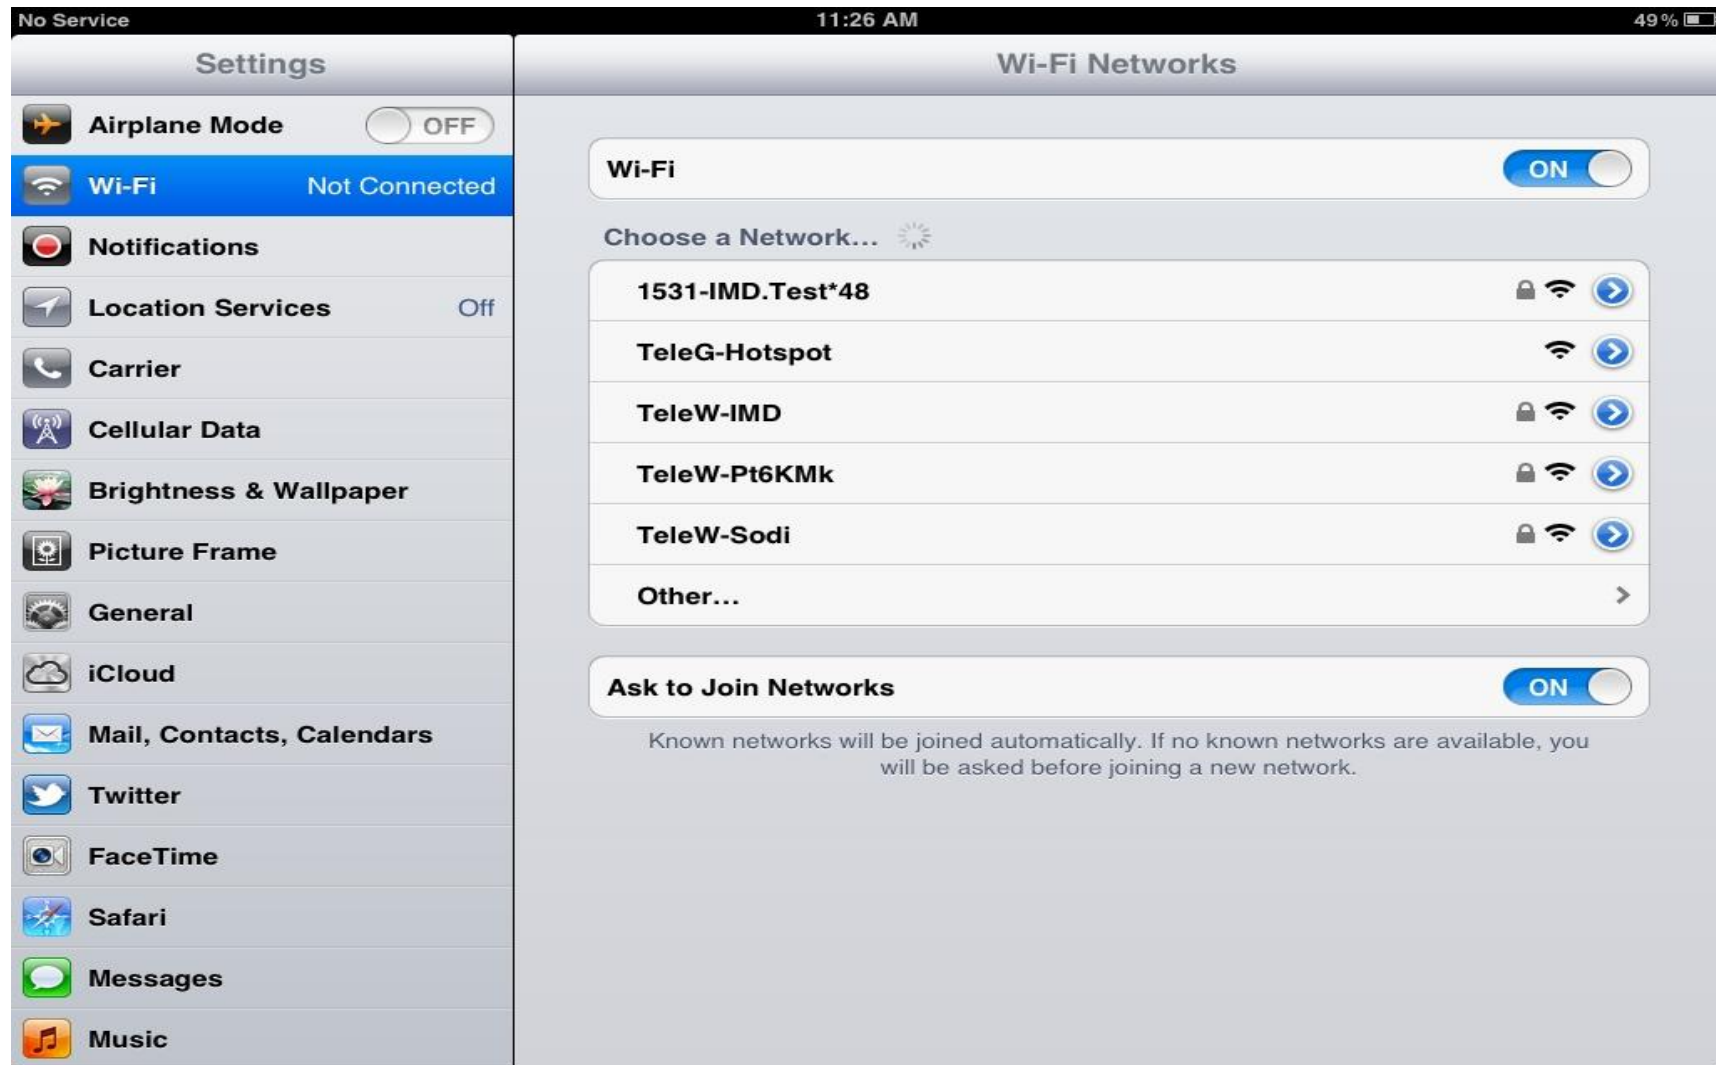 No Service 11:26 AM 49%
Settings
Airplane Mode OFF
Wi-Fi Not Connected
Notifications
Location Services Off
Carrier
Cellular Data
Brightness & Wallpaper
Picture Frame
General
iCloud
Mail, Contacts, Calendars
Twitter
FaceTime
Safari
Messages
Music
Wi-Fi Networks
Wi-Fi ON
Choose a Network...
1531-IMD.Test*48
TeleG-Hotspot
TeleW-IMD
TeleW-Pt6KMk
TeleW-Sodi
Other...
Ask to Join Networks ON
Known networks will be joined automatically. If no known networks are available, you
will be asked before joining a new network.